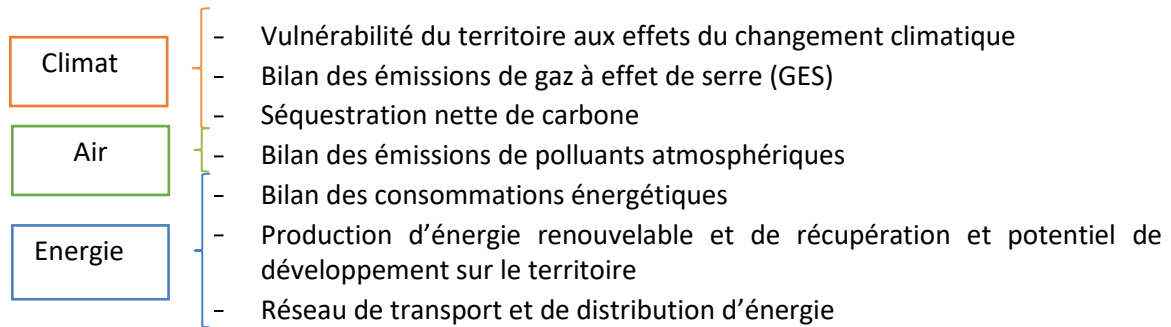 Climat
- Vulnérabilité du territoire aux effets du changement climatique
- Bilan des émissions de gaz à effet de serre (GES)
- Séquestration nette de carbone
Air
- Bilan des émissions de polluants atmosphériques
Energie
- Bilan des consommations énergétiques
- Production d’énergie renouvelable et de récupération et potentiel de
développement sur le territoire
- Réseau de transport et de distribution d’énergie